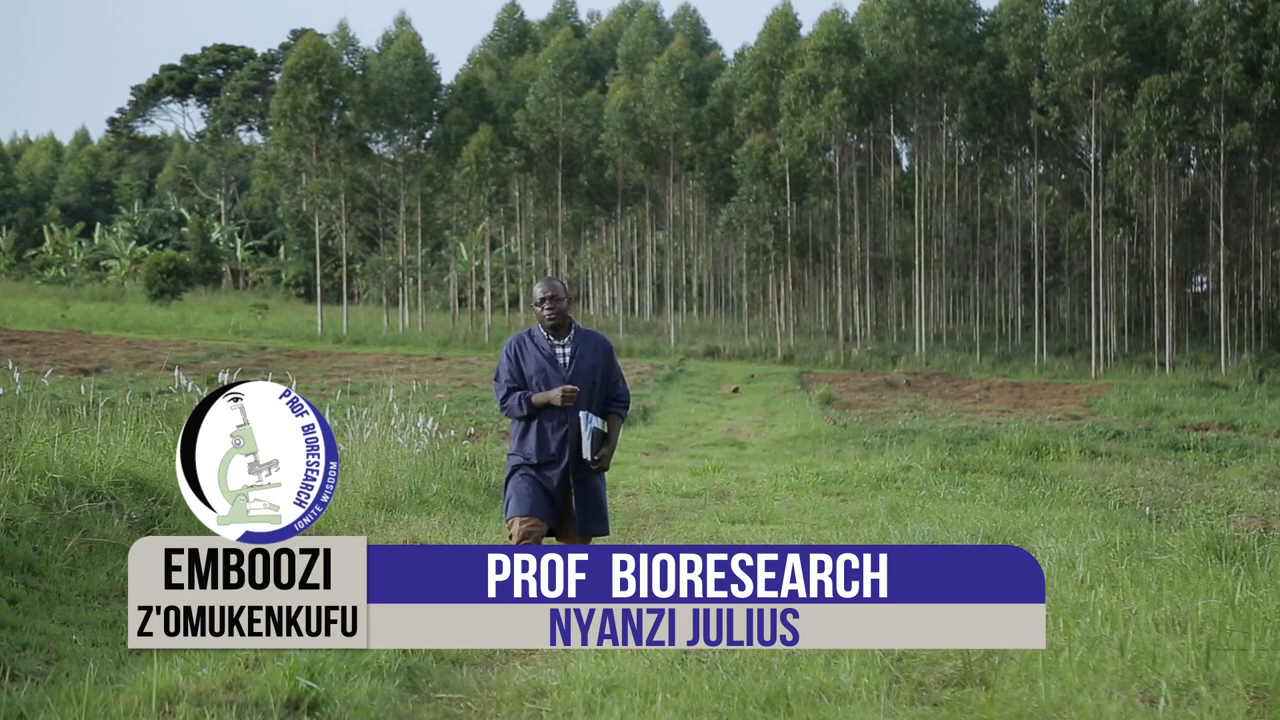 PROF BIORESEARCH
IGNITE WISDOM
EMBOOZI
Z'OMUKENKUFU
PROF BIORESEARCH
NYANZI JULIUS